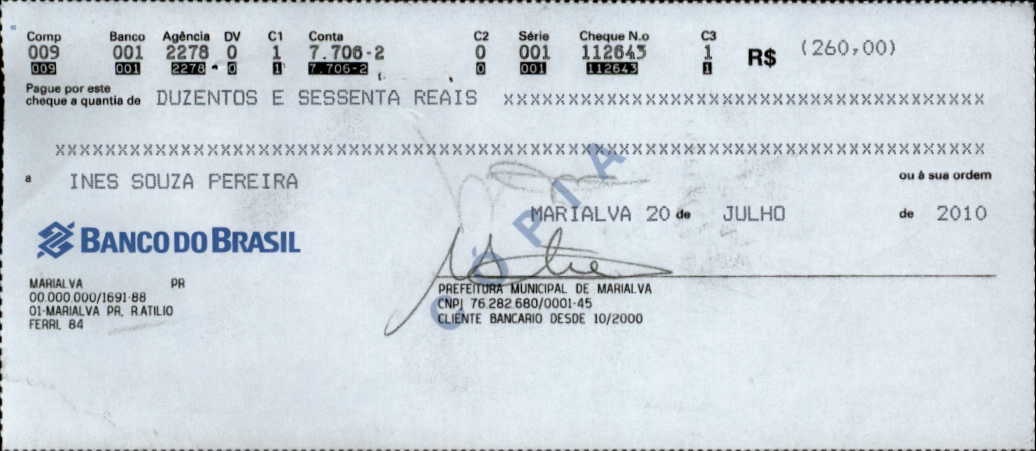 Comp Banco Agência DV C1 Conta C2 Série Cheque N.o C3
009 001 2278 0 1 7.706-2 0 001 112643 1 R$ (260,00)
009 001 2278 0 1 7.706-2 0 001 112643 1
Pague por este
cheque a quantia de DUZENTOS E SESSENTA REAIS XXXXXXXXXXXXXXXXXXXXXXXXXXXXXXXXXXXXXXXXXXXXX
XXXXXXXXXXXXXXXXXXXXXXXXXXXXXXXXXXXXXXXXXXXXXXXXXXXXXXXXXXXXXXXXXXXXXXXXXXXXXXXXXXXXXXX
a INES SOUZA PEREIRA ou à sua ordem
MARIALVA 20 de JULHO de 2010
BANCO DO BRASIL
MARIALVA PR
00.000.000/1691-88
01-MARIALVA PR, R.ATILIO
FERRI, 84
PREFEITURA MUNICIPAL DE MARIALVA
CNPJ 76.282.680/0001-45
CLIENTE BANCARIO DESDE 10/2000
CÓPIA